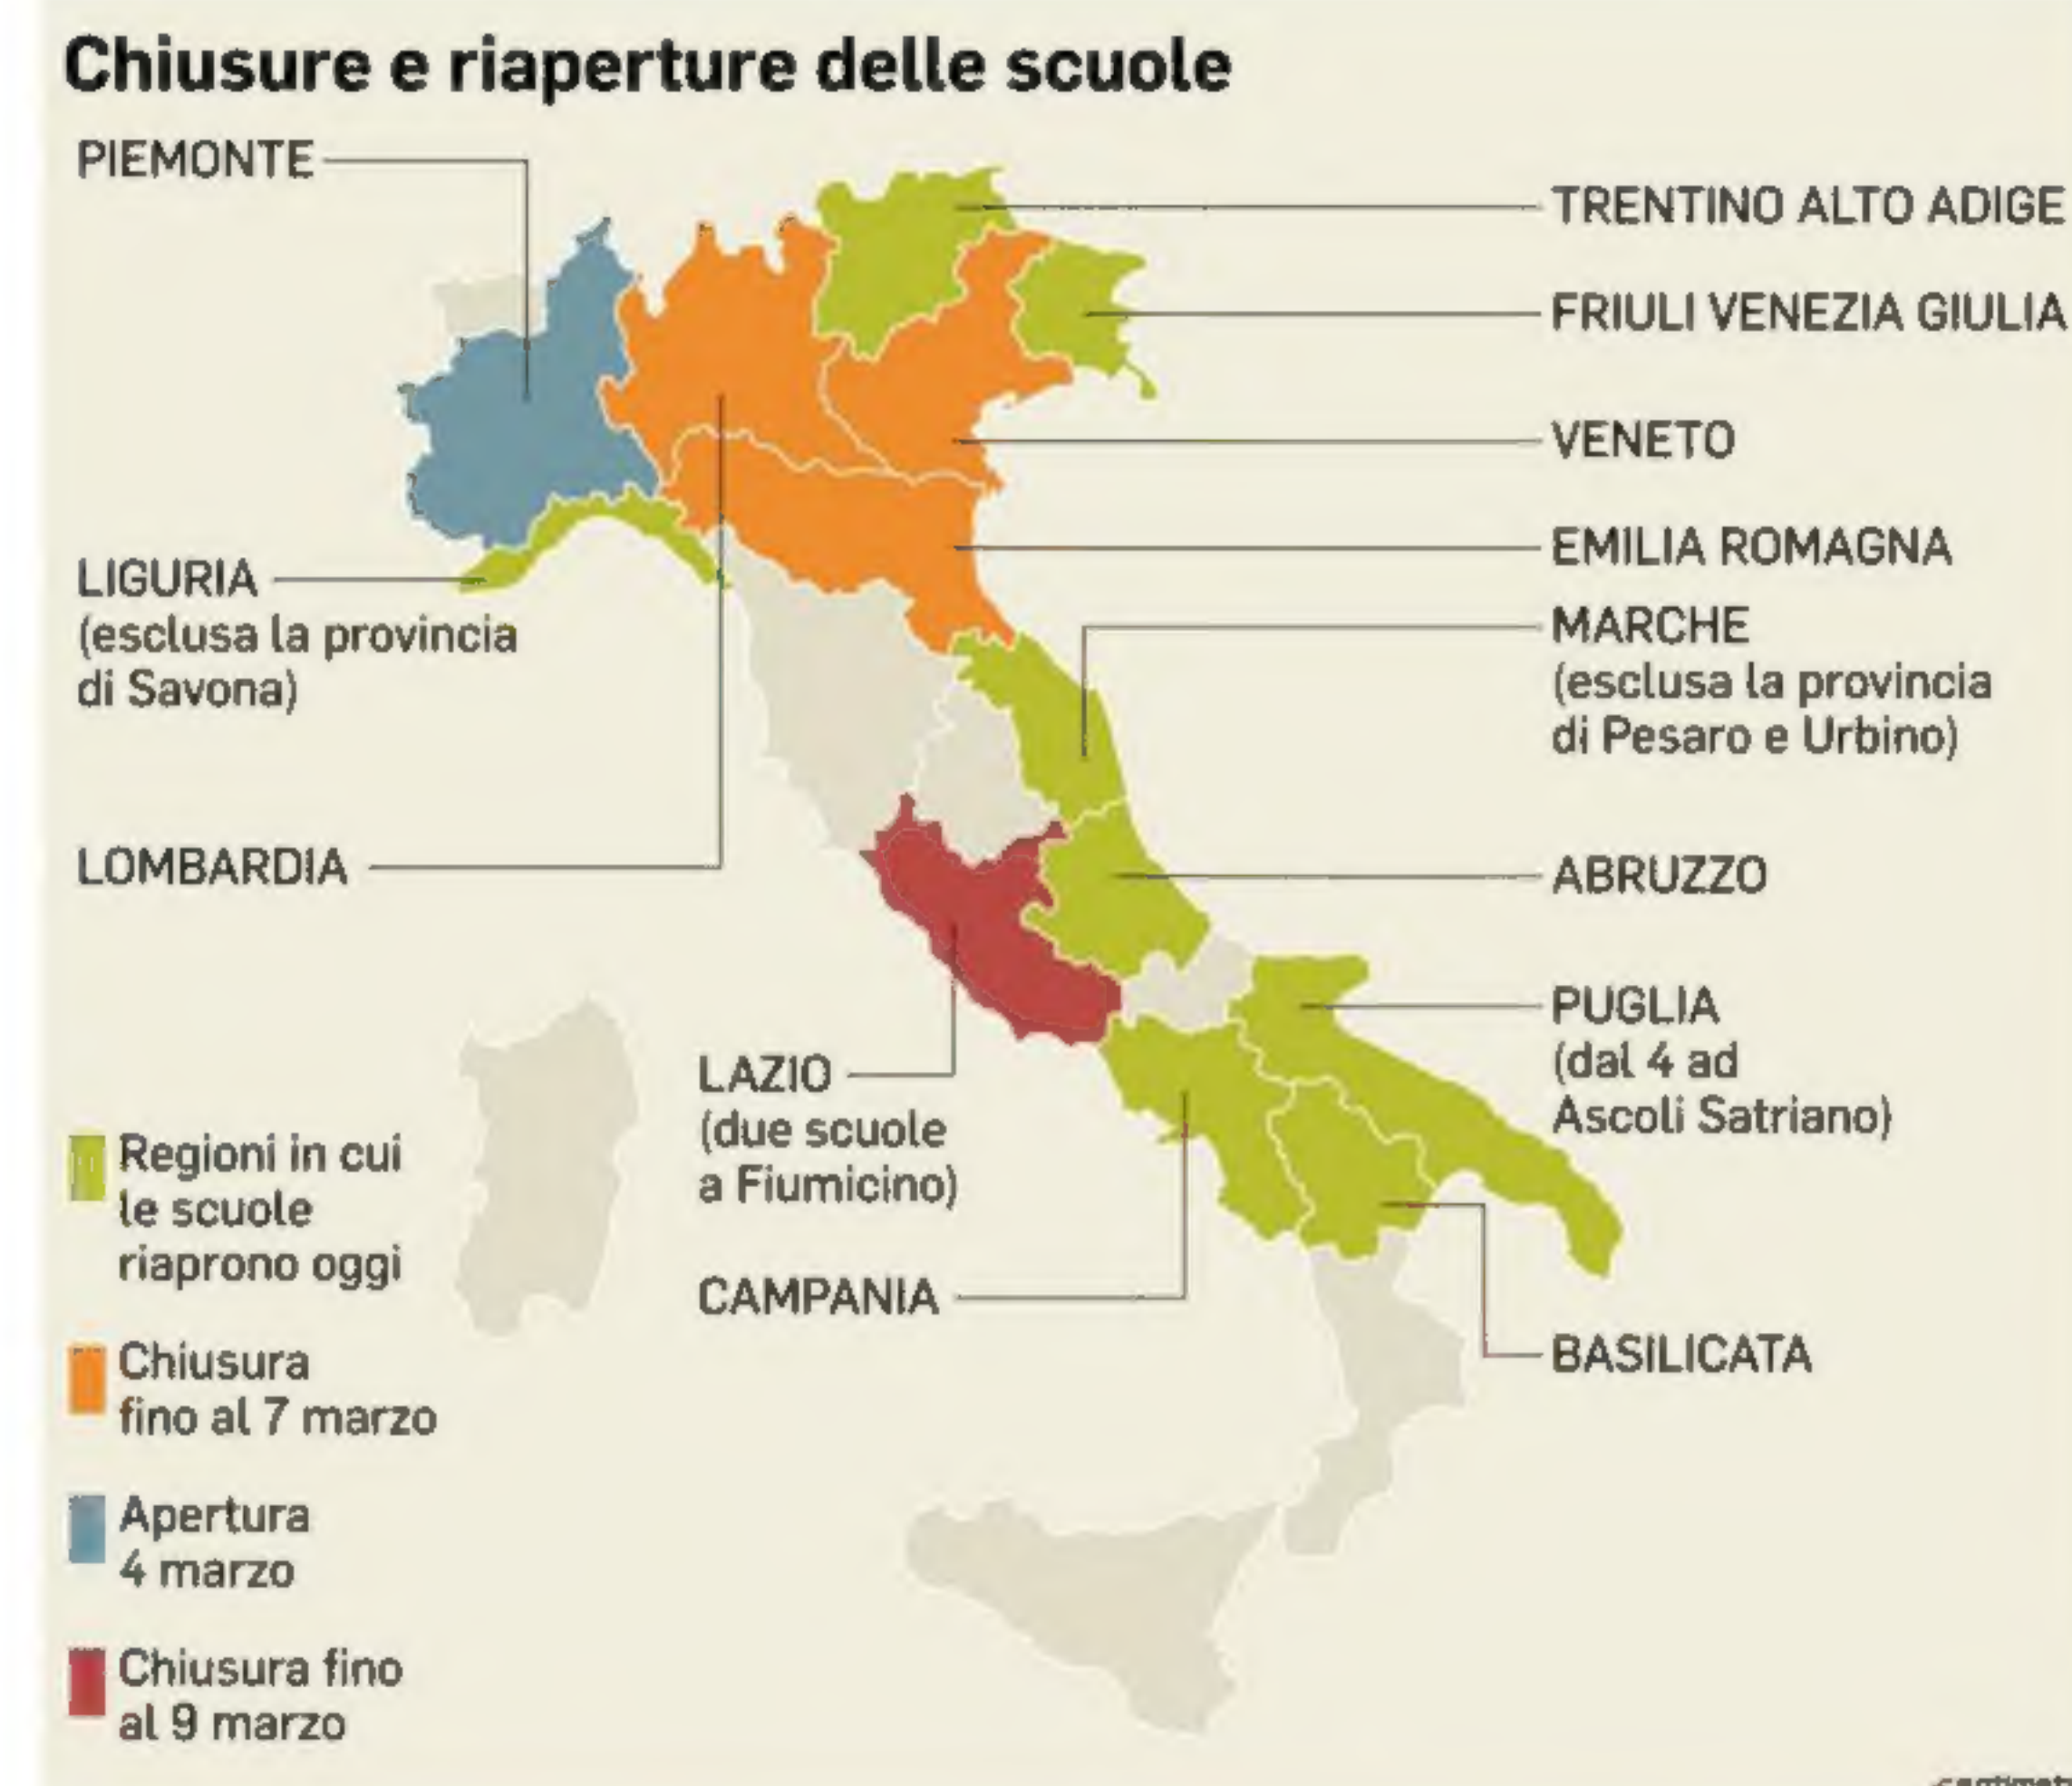 Chiusure e riaperture delle scuole
PIEMONTE
TRENTINO ALTO ADIGE
FRIULI VENEZIA GIULIA
VENETO
EMILIA ROMAGNA
LIGURIA
(esclusa la provincia
di Savona)
MARCHE
(esclusa la provincia
di Pesaro e Urbino)
LOMBARDIA
ABRUZZO
PUGLIA
(dal 4 ad
Ascoli Satriano)
LAZIO
(due scuole
a Fiumicino)
CAMPANIA
BASILICATA
Regioni in cui
le scuole
riaprono oggi
Chiusura
fino al 7 marzo
Apertura
4 marzo
Chiusura fino
al 9 marzo